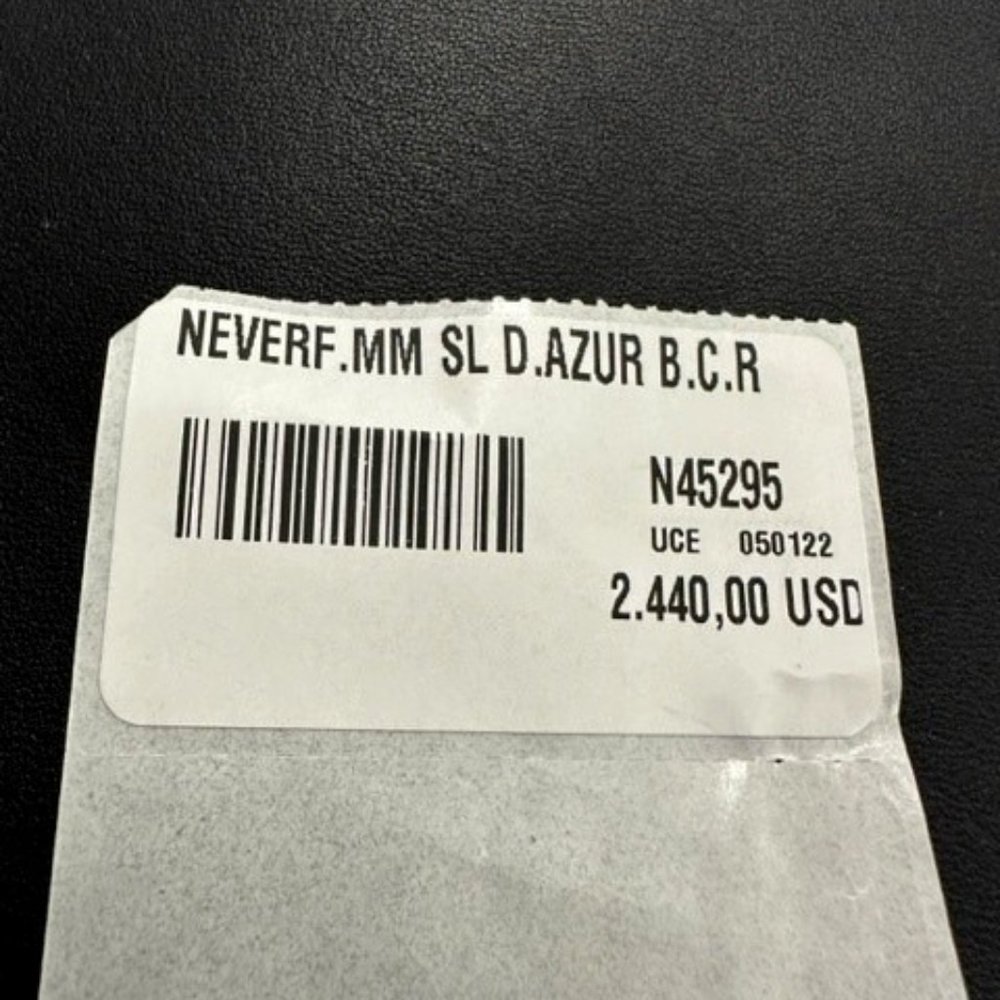 NEVERF.MM SL D.AZUR B.C.R
N45295
UCE 050122
2.440,00 USD